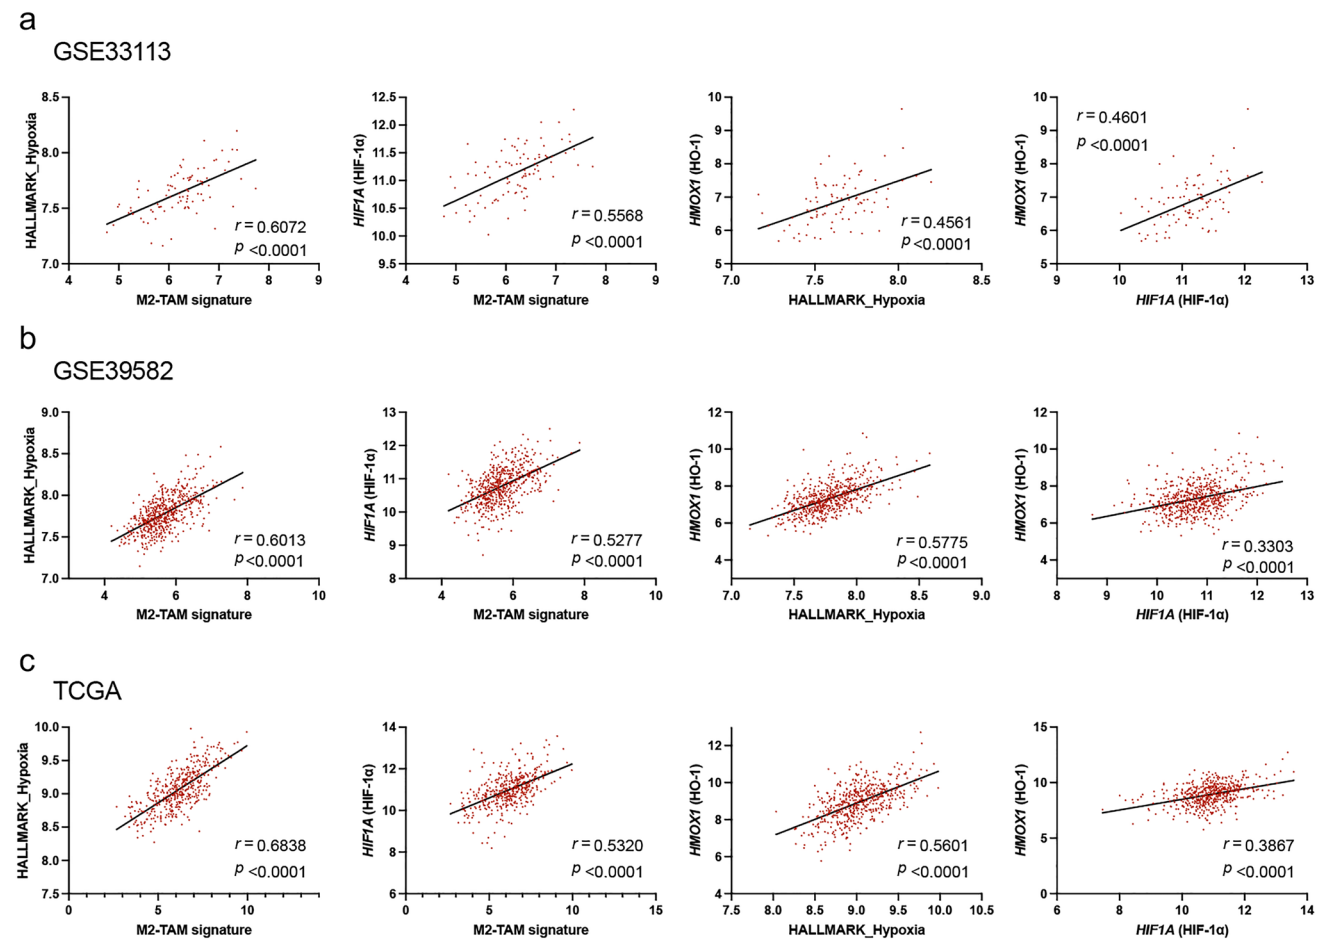 a
GSE33113
HALLMARK_Hypoxia
8.5
8.0
7.5
7.0
4 5 6 7 8 9
M2-TAM signature
r = 0.6072
p <0.0001
HIF1A (HIF-1α)
12.5
12.0
11.5
11.0
10.5
10.0
9.5
4 5 6 7 8 9
M2-TAM signature
r = 0.5568
p <0.0001
HMOX1 (HO-1)
10
9
8
7
6
5
7.0 7.5 8.0 8.5
HALLMARK_Hypoxia
r = 0.4561
p <0.0001
HMOX1 (HO-1)
10
9
8
7
6
5
9 10 11 12 13
HIF1A (HIF-1α)
r = 0.4601
p <0.0001
b
GSE39582
HALLMARK_Hypoxia
9.0
8.5
8.0
7.5
7.0
4 6 8 10
M2-TAM signature
r = 0.6013
p <0.0001
HIF1A (HIF-1α)
13
12
11
10
9
8
4 6 8 10
M2-TAM signature
r = 0.5277
p <0.0001
HMOX1 (HO-1)
12
10
8
6
4
7.0 7.5 8.0 8.5 9.0
HALLMARK_Hypoxia
r = 0.5775
p <0.0001
HMOX1 (HO-1)
12
10
8
6
4
8 9 10 11 12 13
HIF1A (HIF-1α)
r = 0.3303
p <0.0001
c
TCGA
HALLMARK_Hypoxia
10.0
9.5
9.0
8.5
8.0
7.5
0 5 10
M2-TAM signature
r = 0.6838
p <0.0001
HIF1A (HIF-1α)
14
12
10
8
6
0 5 10 15
M2-TAM signature
r = 0.5320
p <0.0001
HMOX1 (HO-1)
12
10
8
6
4
7.5 8.0 8.5 9.0 9.5 10.0 10.5
HALLMARK_Hypoxia
r = 0.5601
p <0.0001
HMOX1 (HO-1)
15
10
5
0
6 8 10 12 14
HIF1A (HIF-1α)
r = 0.3867
p <0.0001